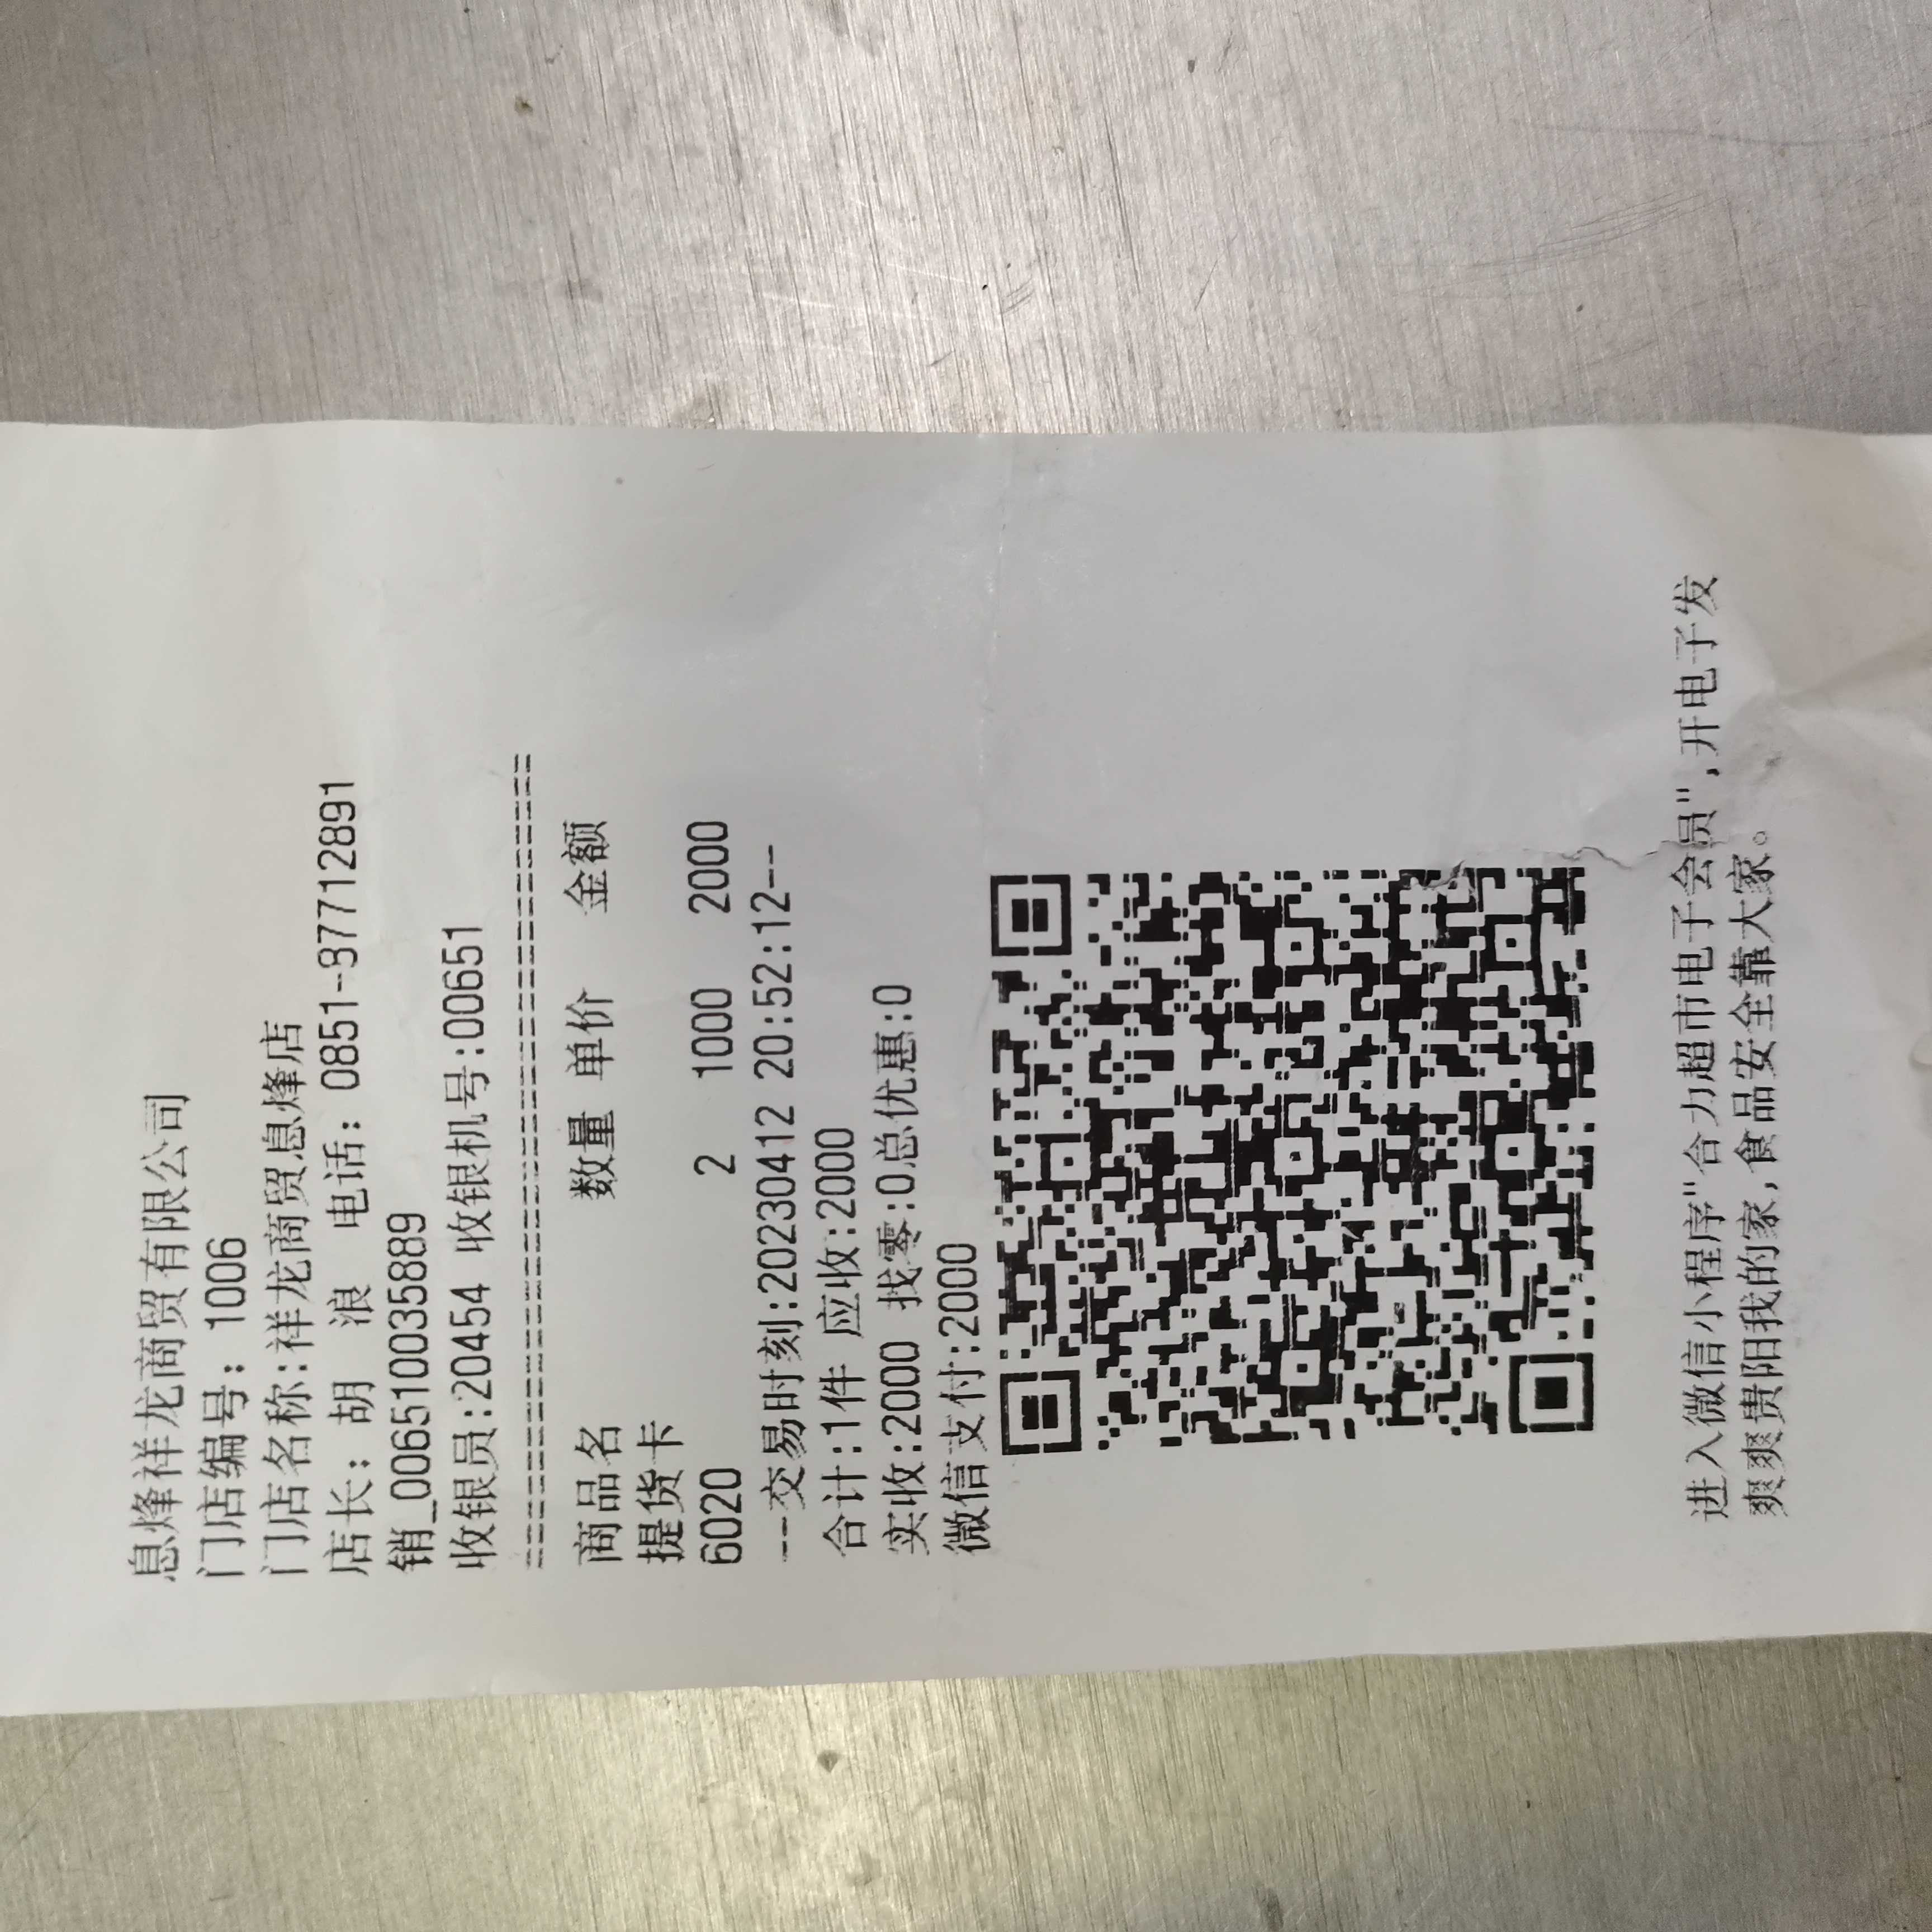 息烽祥龙商贸有限公司
门店编号: 1006
门店名称:祥龙商贸息烽店
店长: 胡 浪 电话: 0851-87712891
销_0065100035889
收银员:20454 收银机号:00651
================================
商品名 数量 单价 金额
提货卡
6020 2 1000 2000
--交易时刻:20230412 20:52:12--
合计:1件 应收:2000
实收:2000 找零:0总优惠:0
微信支付:2000
进入微信小程序"合力超市电子会员",开电子发
爽爽贵阳我的家,食品安全靠大家。